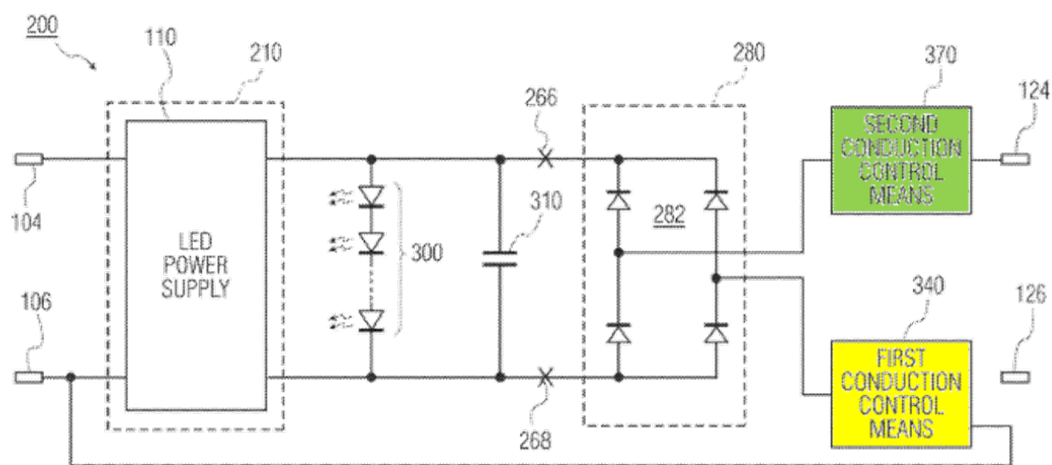 200
110
210
280
370
124
266
SECOND
CONDUCTION
CONTROL
MEANS
104
310
282
LED
POWER
SUPPLY
300
106
340
126
FIRST
CONDUCTION
CONTROL
MEANS
268